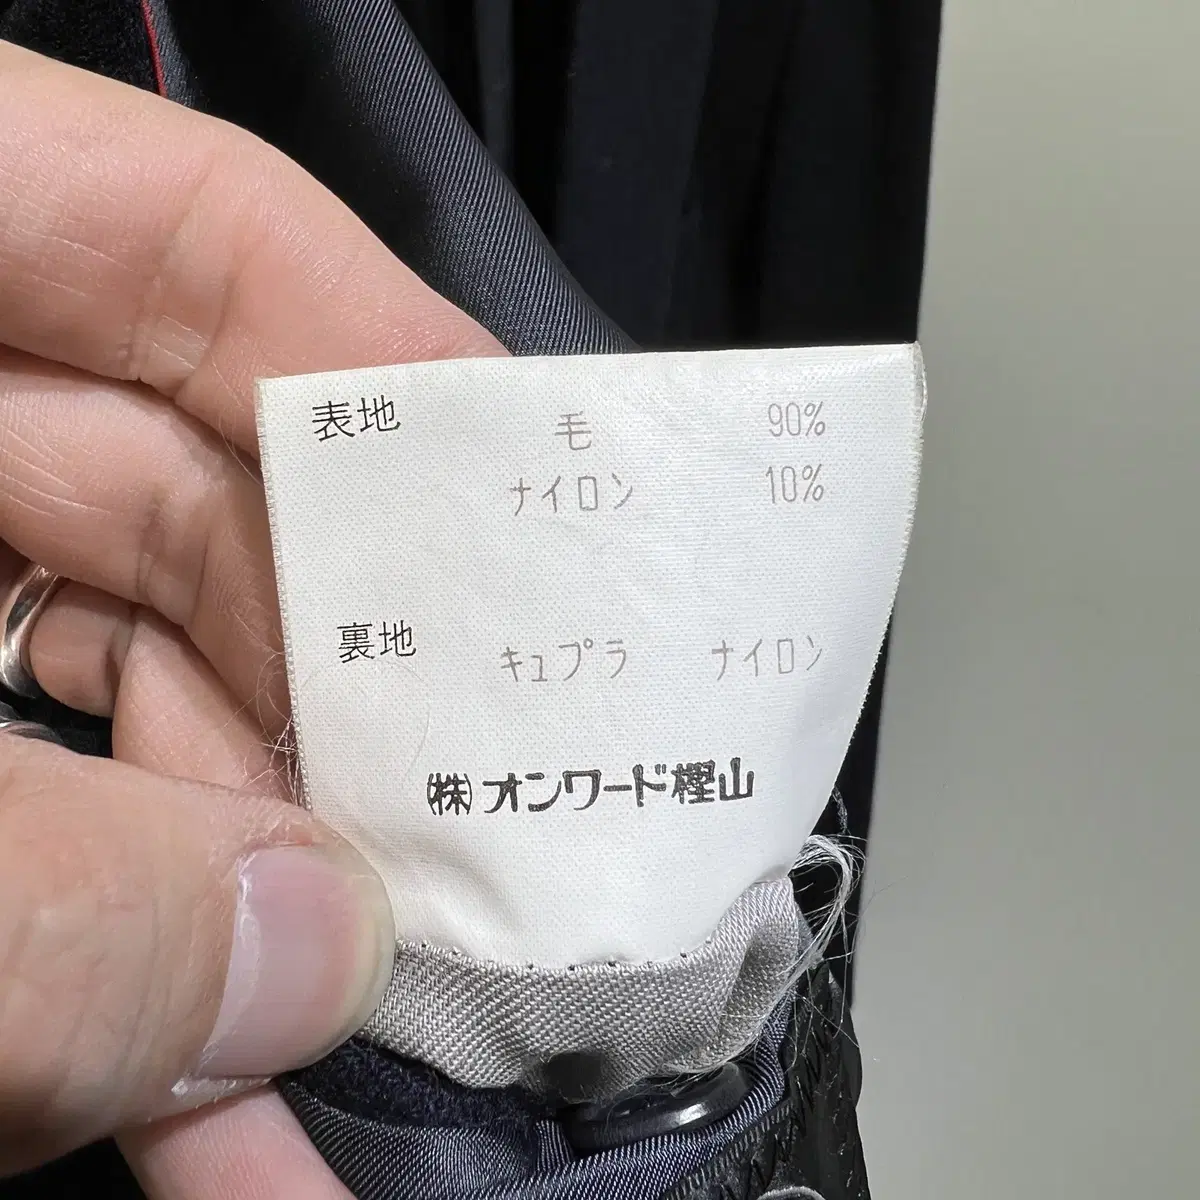 表地 毛 90%
ナイロン 10%
裏地 キュプラ ナイロン
㈱オンワード樫山